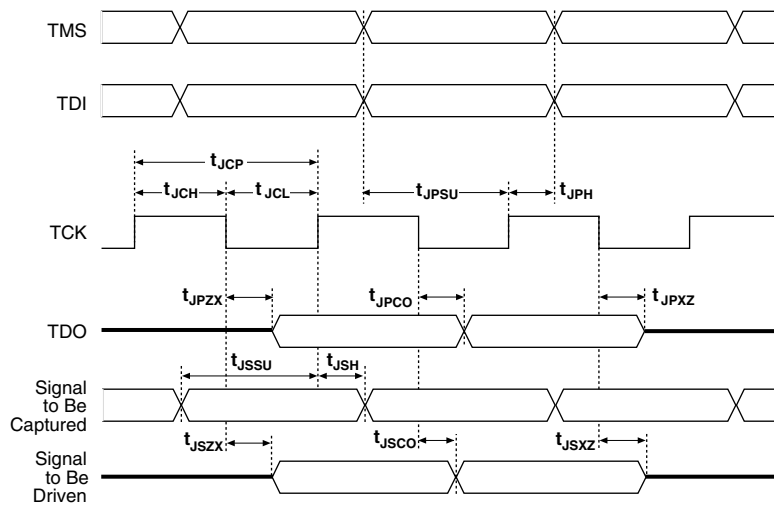 TMS
TDI
tJCP
tJCH
tJCL
tJPSU
tJPH
TCK
tJPZX
tJPCO
tJPXZ
TDO
tJSSU
tJSH
Signal
to Be
Captured
tJSZX
tJSCO
tJSXZ
Signal
to Be
Driven